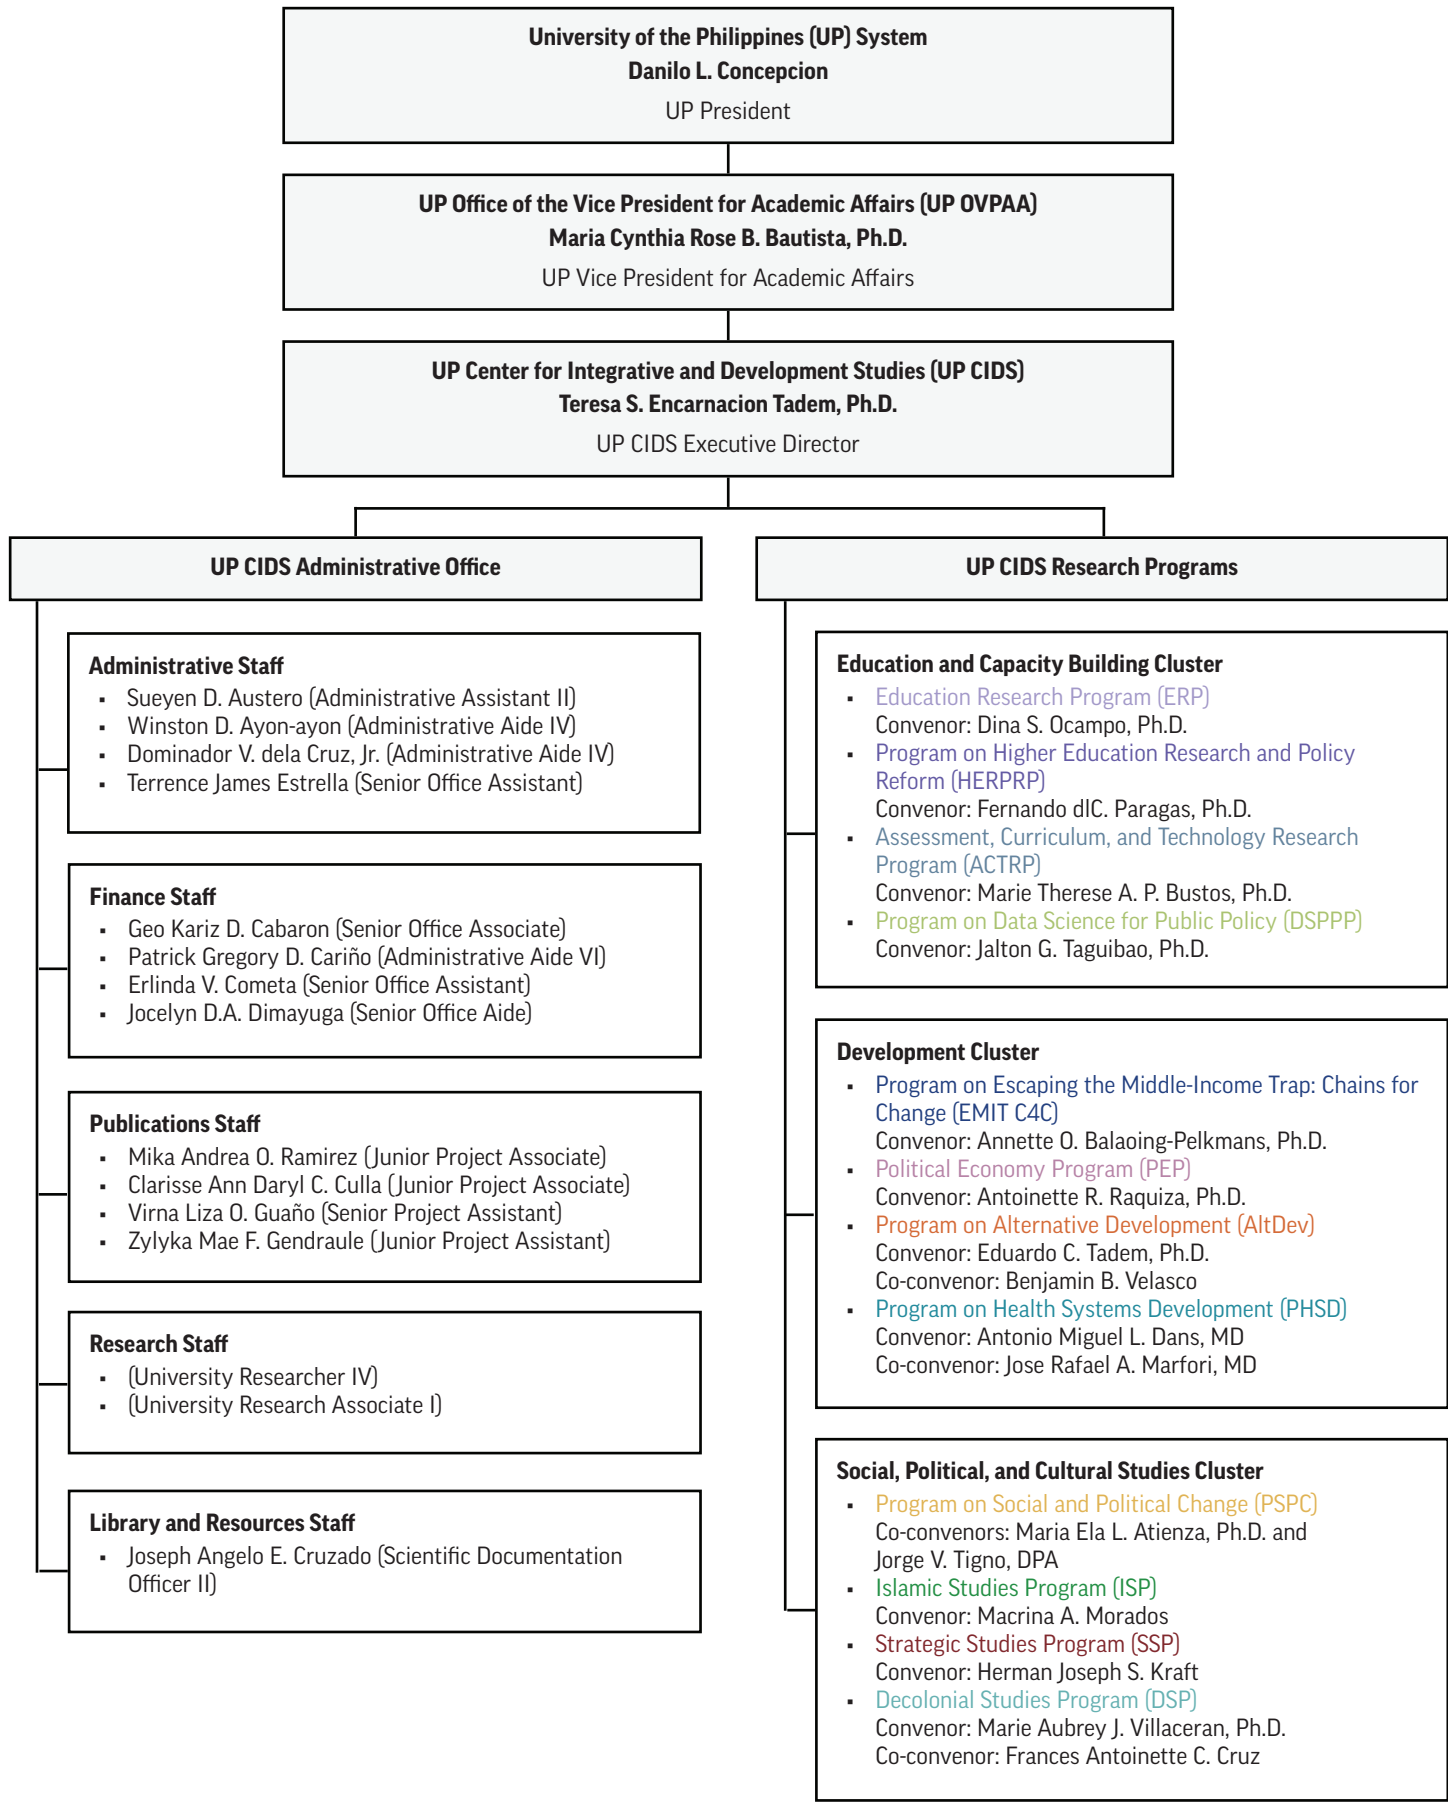 University of the Philippines (UP) System
Danilo L. Concepcion
UP President
UP Office of the Vice President for Academic Affairs (UP OVPAA)
Maria Cynthia Rose B. Bautista, Ph.D.
UP Vice President for Academic Affairs
UP Center for Integrative and Development Studies (UP CIDS)
Teresa S. Encarnacion Tadem, Ph.D.
UP CIDS Executive Director
UP CIDS Administrative Office
Administrative Staff
▪ Sueyen D. Austero (Administrative Assistant II)
▪ Winston D. Ayon-ayon (Administrative Aide IV)
▪ Dominador V. dela Cruz, Jr. (Administrative Aide IV)
▪ Terrence James Estrella (Senior Office Assistant)
Finance Staff
▪ Geo Kariz D. Cabaron (Senior Office Associate)
▪ Patrick Gregory D. Cariño (Administrative Aide VI)
▪ Erlinda V. Cometa (Senior Office Assistant)
▪ Jocelyn D.A. Dimayuga (Senior Office Aide)
Publications Staff
▪ Mika Andrea O. Ramirez (Junior Project Associate)
▪ Clarisse Ann Daryl C. Culla (Junior Project Associate)
▪ Virna Liza O. Guaño (Senior Project Assistant)
▪ Zylyka Mae F. Gendraule (Junior Project Assistant)
Research Staff
▪ (University Researcher IV)
▪ (University Research Associate I)
Library and Resources Staff
▪ Joseph Angelo E. Cruzado (Scientific Documentation
Officer II)
UP CIDS Research Programs
Education and Capacity Building Cluster
▪ Education Research Program (ERP)
Convenor: Dina S. Ocampo, Ph.D.
▪ Program on Higher Education Research and Policy
Reform (HERPRP)
Convenor: Fernando dlC. Paragas, Ph.D.
▪ Assessment, Curriculum, and Technology Research
Program (ACTRP)
Convenor: Marie Therese A. P. Bustos, Ph.D.
▪ Program on Data Science for Public Policy (DSPPP)
Convenor: Jalton G. Taguibao, Ph.D.
Development Cluster
▪ Program on Escaping the Middle-Income Trap: Chains for
Change (EMIT C4C)
Convenor: Annette O. Balaoing-Pelkmans, Ph.D.
▪ Political Economy Program (PEP)
Convenor: Antoinette R. Raquiza, Ph.D.
▪ Program on Alternative Development (AltDev)
Convenor: Eduardo C. Tadem, Ph.D.
Co-convenor: Benjamin B. Velasco
▪ Program on Health Systems Development (PHSD)
Convenor: Antonio Miguel L. Dans, MD
Co-convenor: Jose Rafael A. Marfori, MD
Social, Political, and Cultural Studies Cluster
▪ Program on Social and Political Change (PSPC)
Co-convenors: Maria Ela L. Atienza, Ph.D. and
Jorge V. Tigno, DPA
▪ Islamic Studies Program (ISP)
Convenor: Macrina A. Morados
▪ Strategic Studies Program (SSP)
Convenor: Herman Joseph S. Kraft
▪ Decolonial Studies Program (DSP)
Convenor: Marie Aubrey J. Villaceran, Ph.D.
Co-convenor: Frances Antoinette C. Cruz